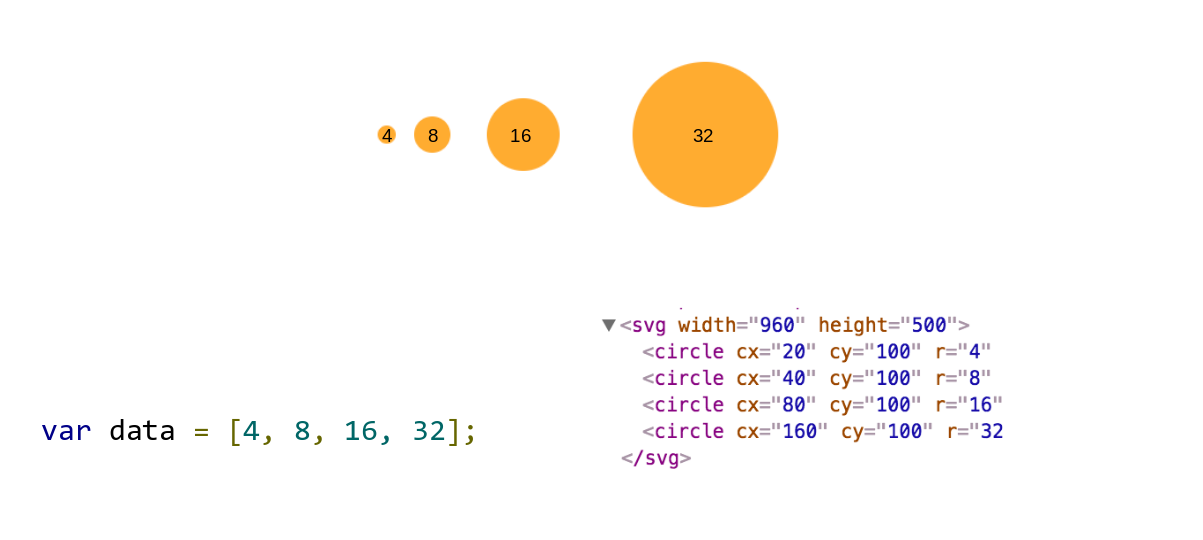 4 8 16 32
<svg width="960" height="500">
<circle cx="20" cy="100" r="4"
<circle cx="40" cy="100" r="8"
<circle cx="80" cy="100" r="16"
<circle cx="160" cy="100" r="32
</svg>
var data = [4, 8, 16, 32];